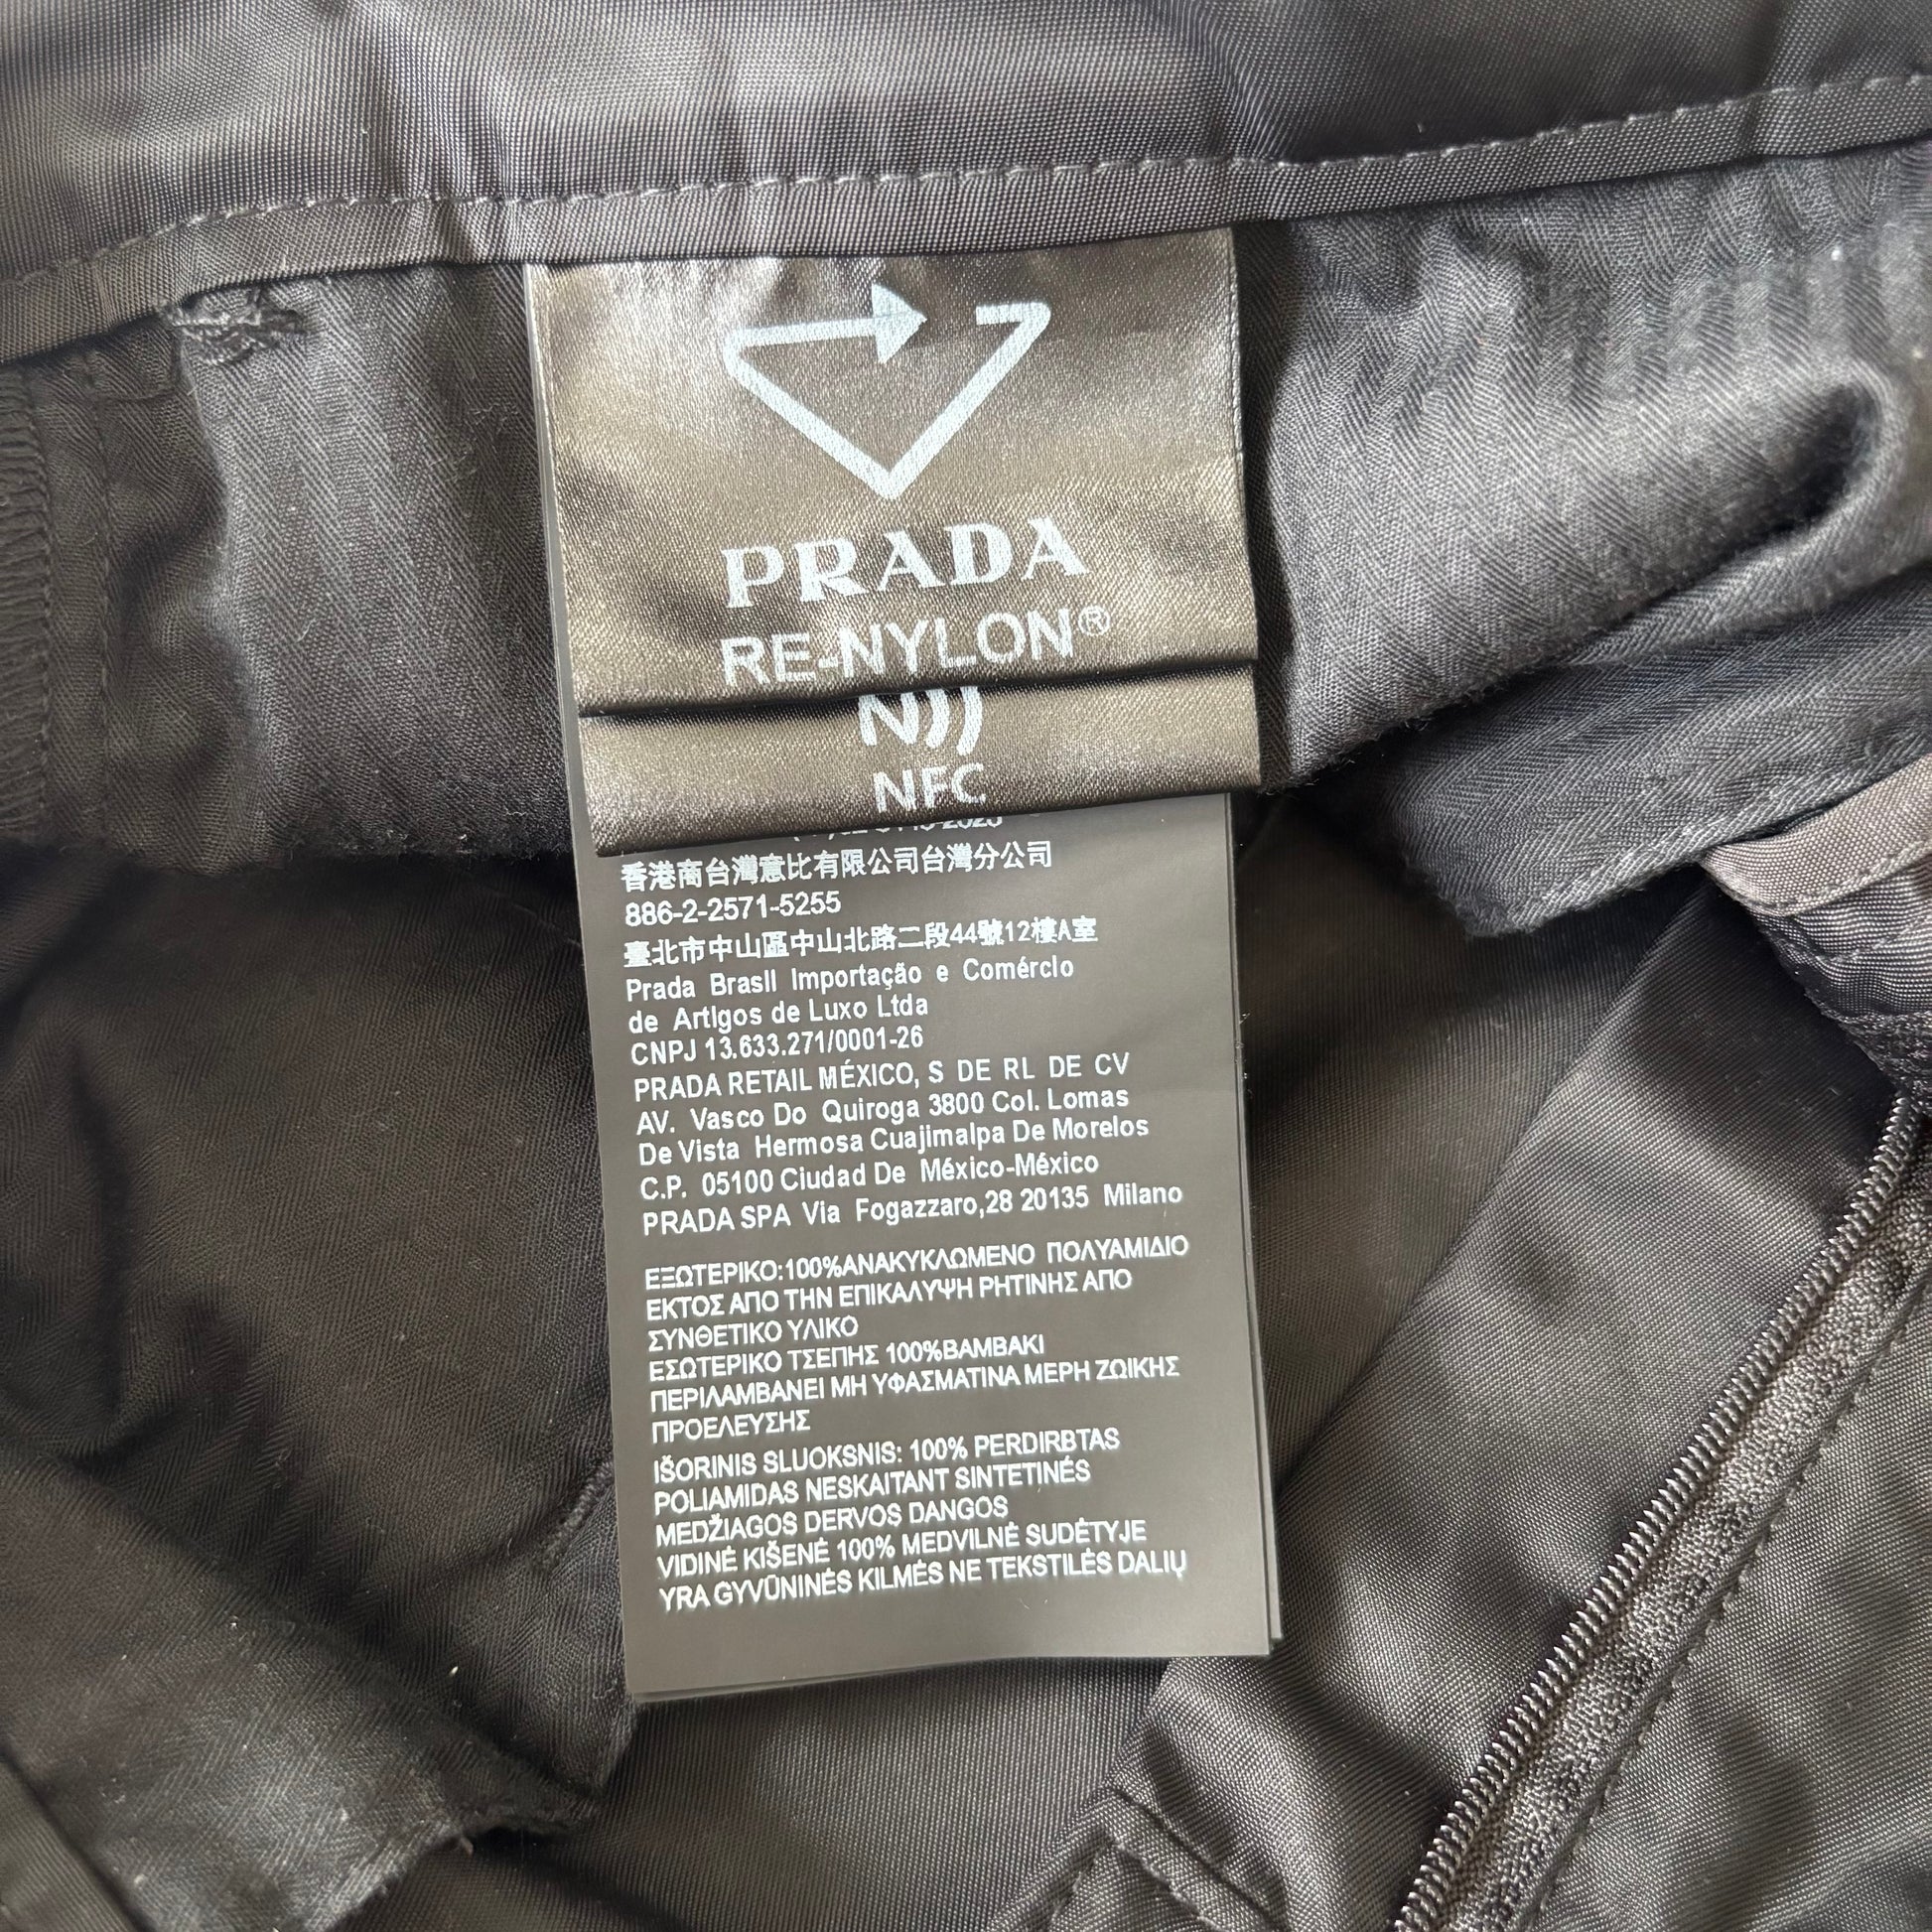 PRADA
RE-NYLON®
N
NFC
香港商台灣意比有限公司台灣分公司
886-2-2571-5255
臺北市中山區中山北路二段44號12樓A室
Prada Brasil Importação e Comércio
de Artigos de Luxo Ltda
CNPJ 13.633.271/0001-26
PRADA RETAIL MÉXICO, S DE RL DE CV
AV. Vasco Do Quiroga 3800 Col. Lomas
De Vista Hermosa Cuajimalpa De Morelos
C.P. 05100 Ciudad De México-México
PRADA SPA Via Fogazzaro,28 20135 Milano
ΕΞΩΤΕΡΙΚΟ:100%ΑΝΑΚΥΚΛΩΜΕΝΟ ΠΟΛΥΑΜΙΔΙΟ
ΕΚΤΟΣ ΑΠΟ ΤΗΝ ΕΠΙΚΑΛΥΨΗ ΡΗΤΙΝΗΣ ΑΠΟ
ΣΥΝΘΕΤΙΚΟ ΥΛΙΚΟ
ΕΣΩΤΕΡΙΚΟ ΤΣΕΠΗΣ 100%ΒΑΜΒΑΚΙ
ΠΕΡΙΛΑΜΒΑΝΕΙ ΜΗ ΥΦΑΣΜΑΤΙΝΑ ΜΕΡΗ ΖΩΙΚΗΣ
ΠΡΟΕΛΕΥΣΗΣ
IŠORINIS SLUOKSNIS: 100% PERDIRBTAS
POLIAMIDAS NESKAITANT SINTETINĖS
MEDŽIAGOS DERVOS DANGOS
VIDINĖ KIŠENĖ 100% MEDVILNĖ SUDĖTYJE
YRA GYVŪNINĖS KILMĖS NE TEKSTILĖS DALIŲ